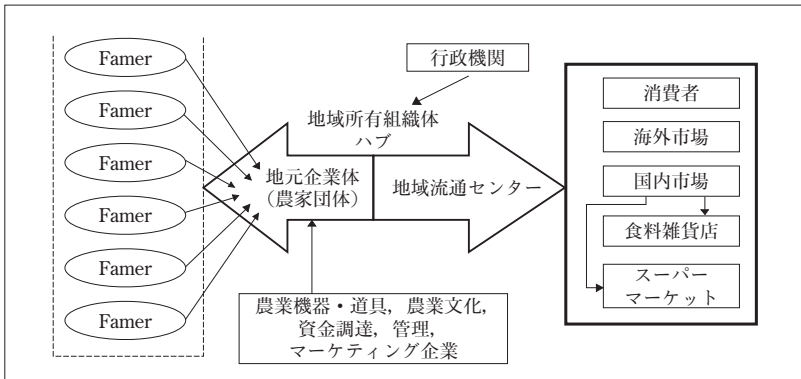 Famer
Famer
Famer
Famer
Famer
Famer
行政機関
地域所有組織体
ハブ
地元企業体
（農家団体）
地域流通センター
農業機器・道具，農業文化，
資金調達，管理，
マーケティング企業
消費者
海外市場
国内市場
食料雑貨店
スーパー
マーケット